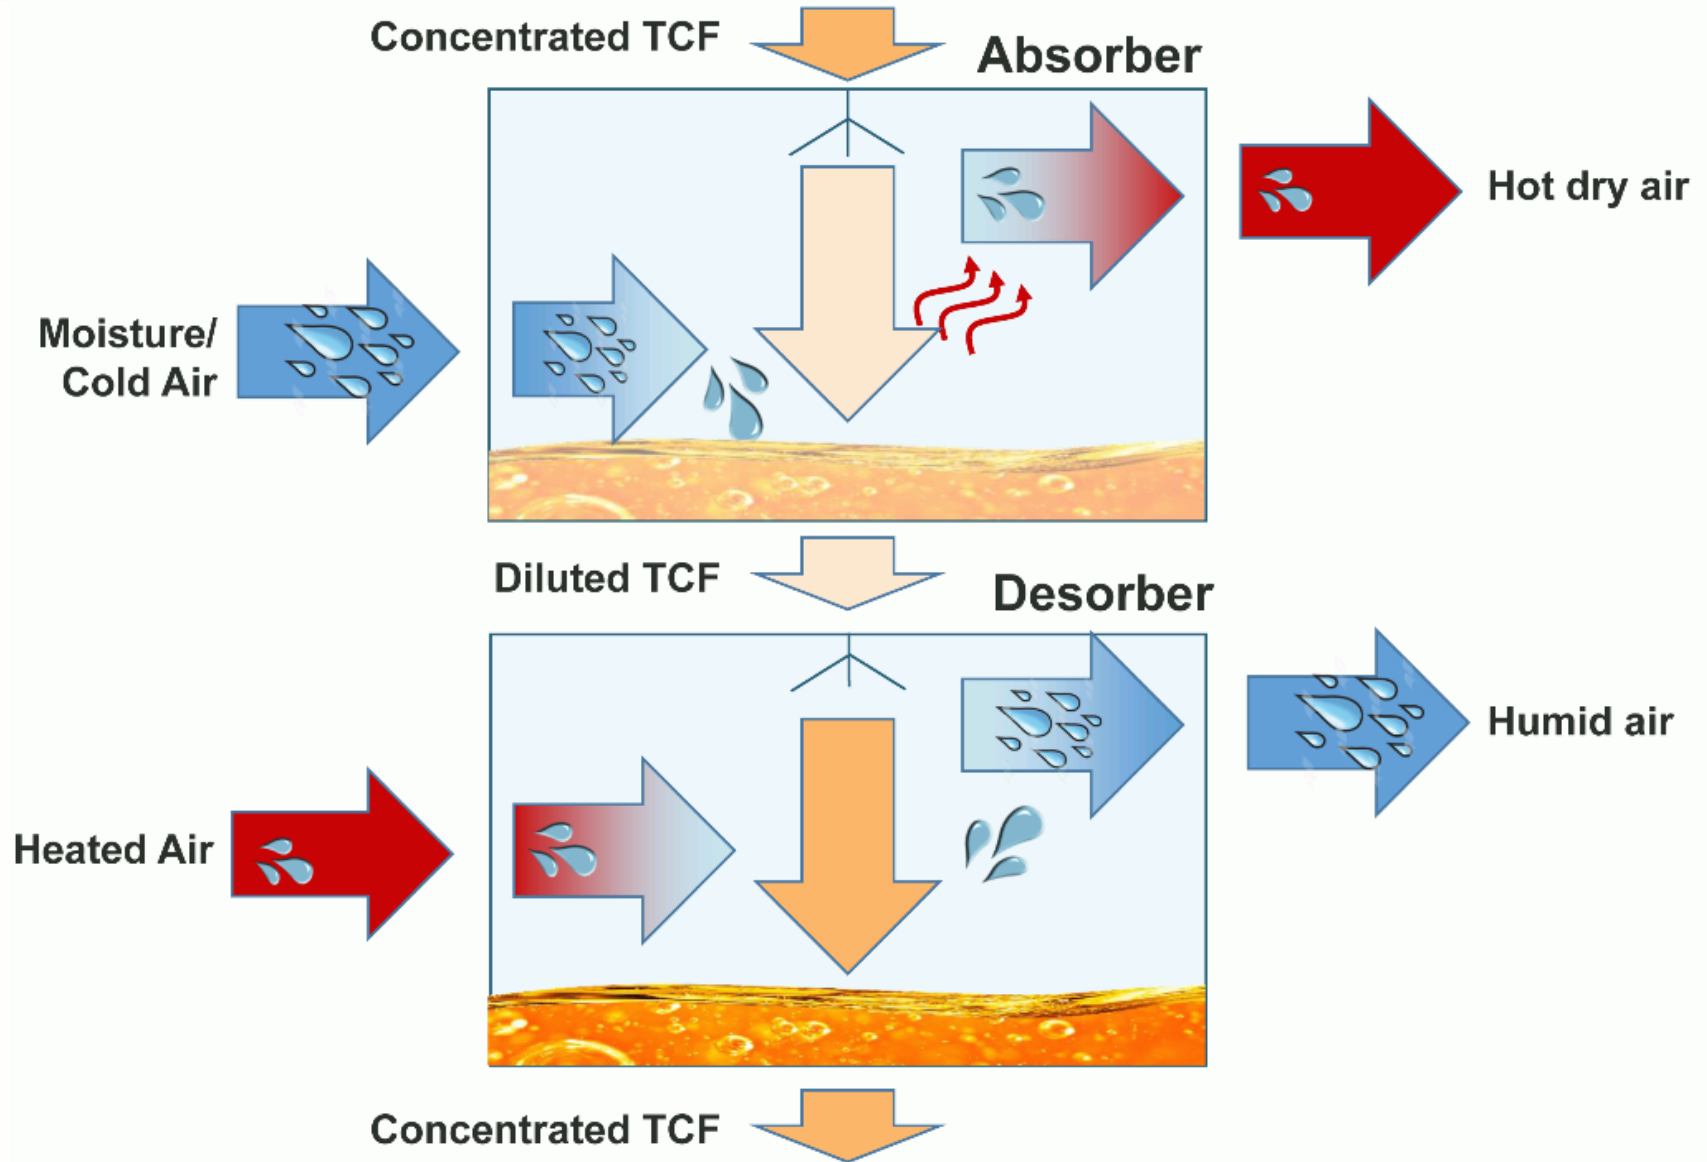 Concentrated TCF
Absorber
Hot dry air
Moisture/
Cold Air
Diluted TCF
Desorber
Humid air
Heated Air
Concentrated TCF